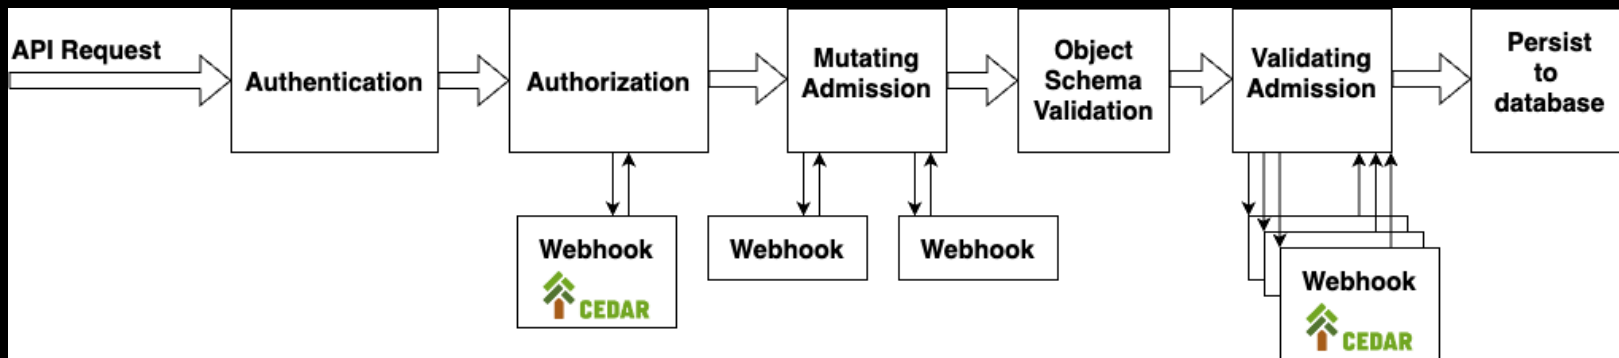 API Request
Authentication
Authorization
Mutating
Admission
Object
Schema
Validation
Validating
Admission
Persist
to
database
Webhook
CEDAR
Webhook
Webhook
Webhook
CEDAR